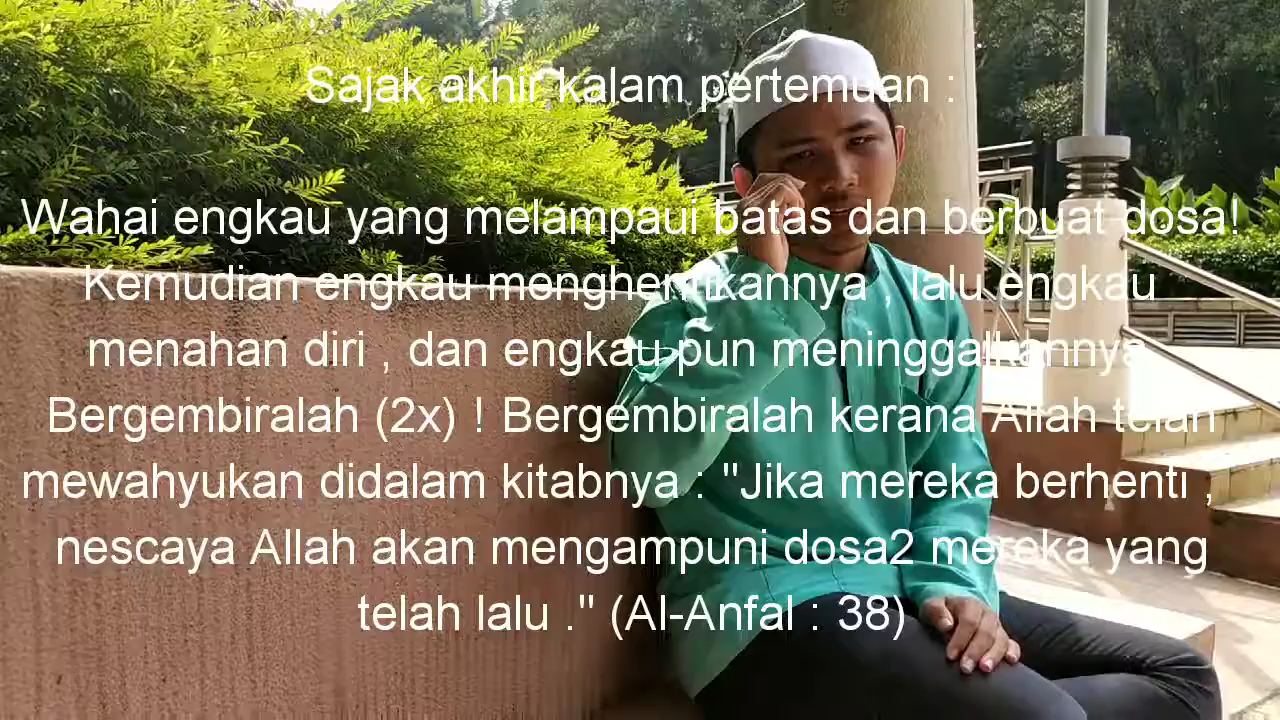 Sajak akhir kalam pertemuan :
Wahai engkau yang melampaui batas dan berbuat dosa!
Kemudian engkau menghentikannya , lalu engkau
menahan diri , dan engkau pun meninggalkannya
Bergembiralah (2x) ! Bergembiralah kerana Allah telah
mewahyukan didalam kitabnya : "Jika mereka berhenti ,
nescaya Allah akan mengampuni dosa2 mereka yang
telah lalu ." (Al-Anfal : 38)